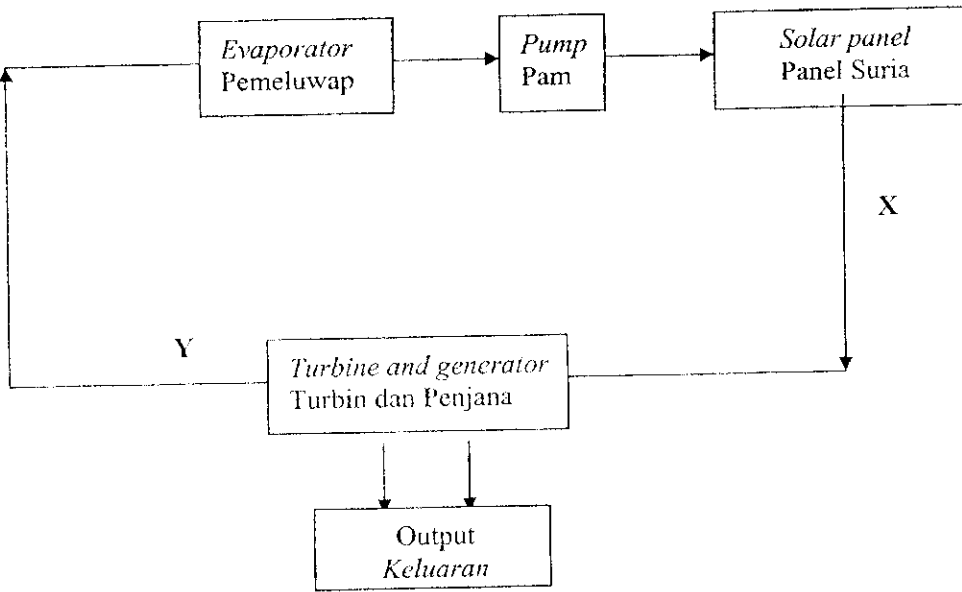 Evaporator
Pemeluwap
Pump
Pam
Solar panel
Panel Suria
X
Y
Turbine and generator
Turbin dan Penjana
Output
Keluaran